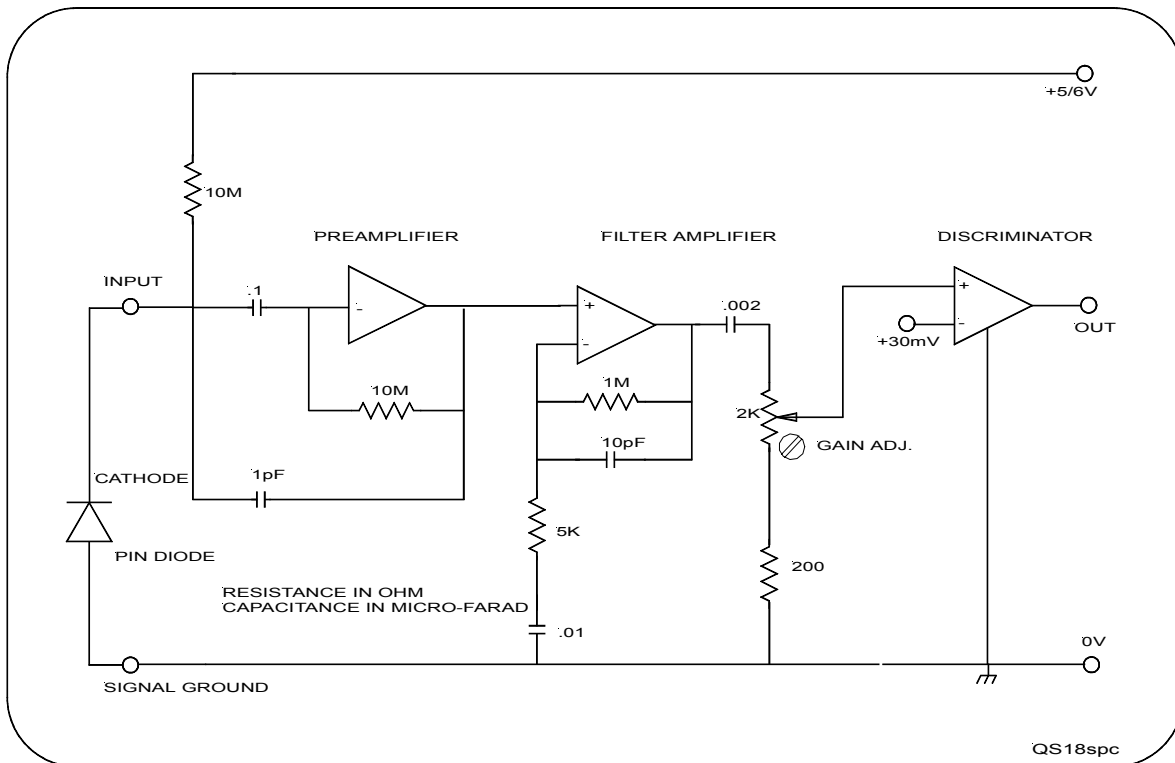 +5/6V
10M
PREAMPLIFIER
FILTER AMPLIFIER
DISCRIMINATOR
INPUT
.1
.002
-
+
-
+
-
+30mV
OUT
10M
1M
2K
10pF
GAIN ADJ.
CATHODE
1pF
5K
PIN DIODE
200
RESISTANCE IN OHM
CAPACITANCE IN MICRO-FARAD
.01
0V
SIGNAL GROUND
QS18spc